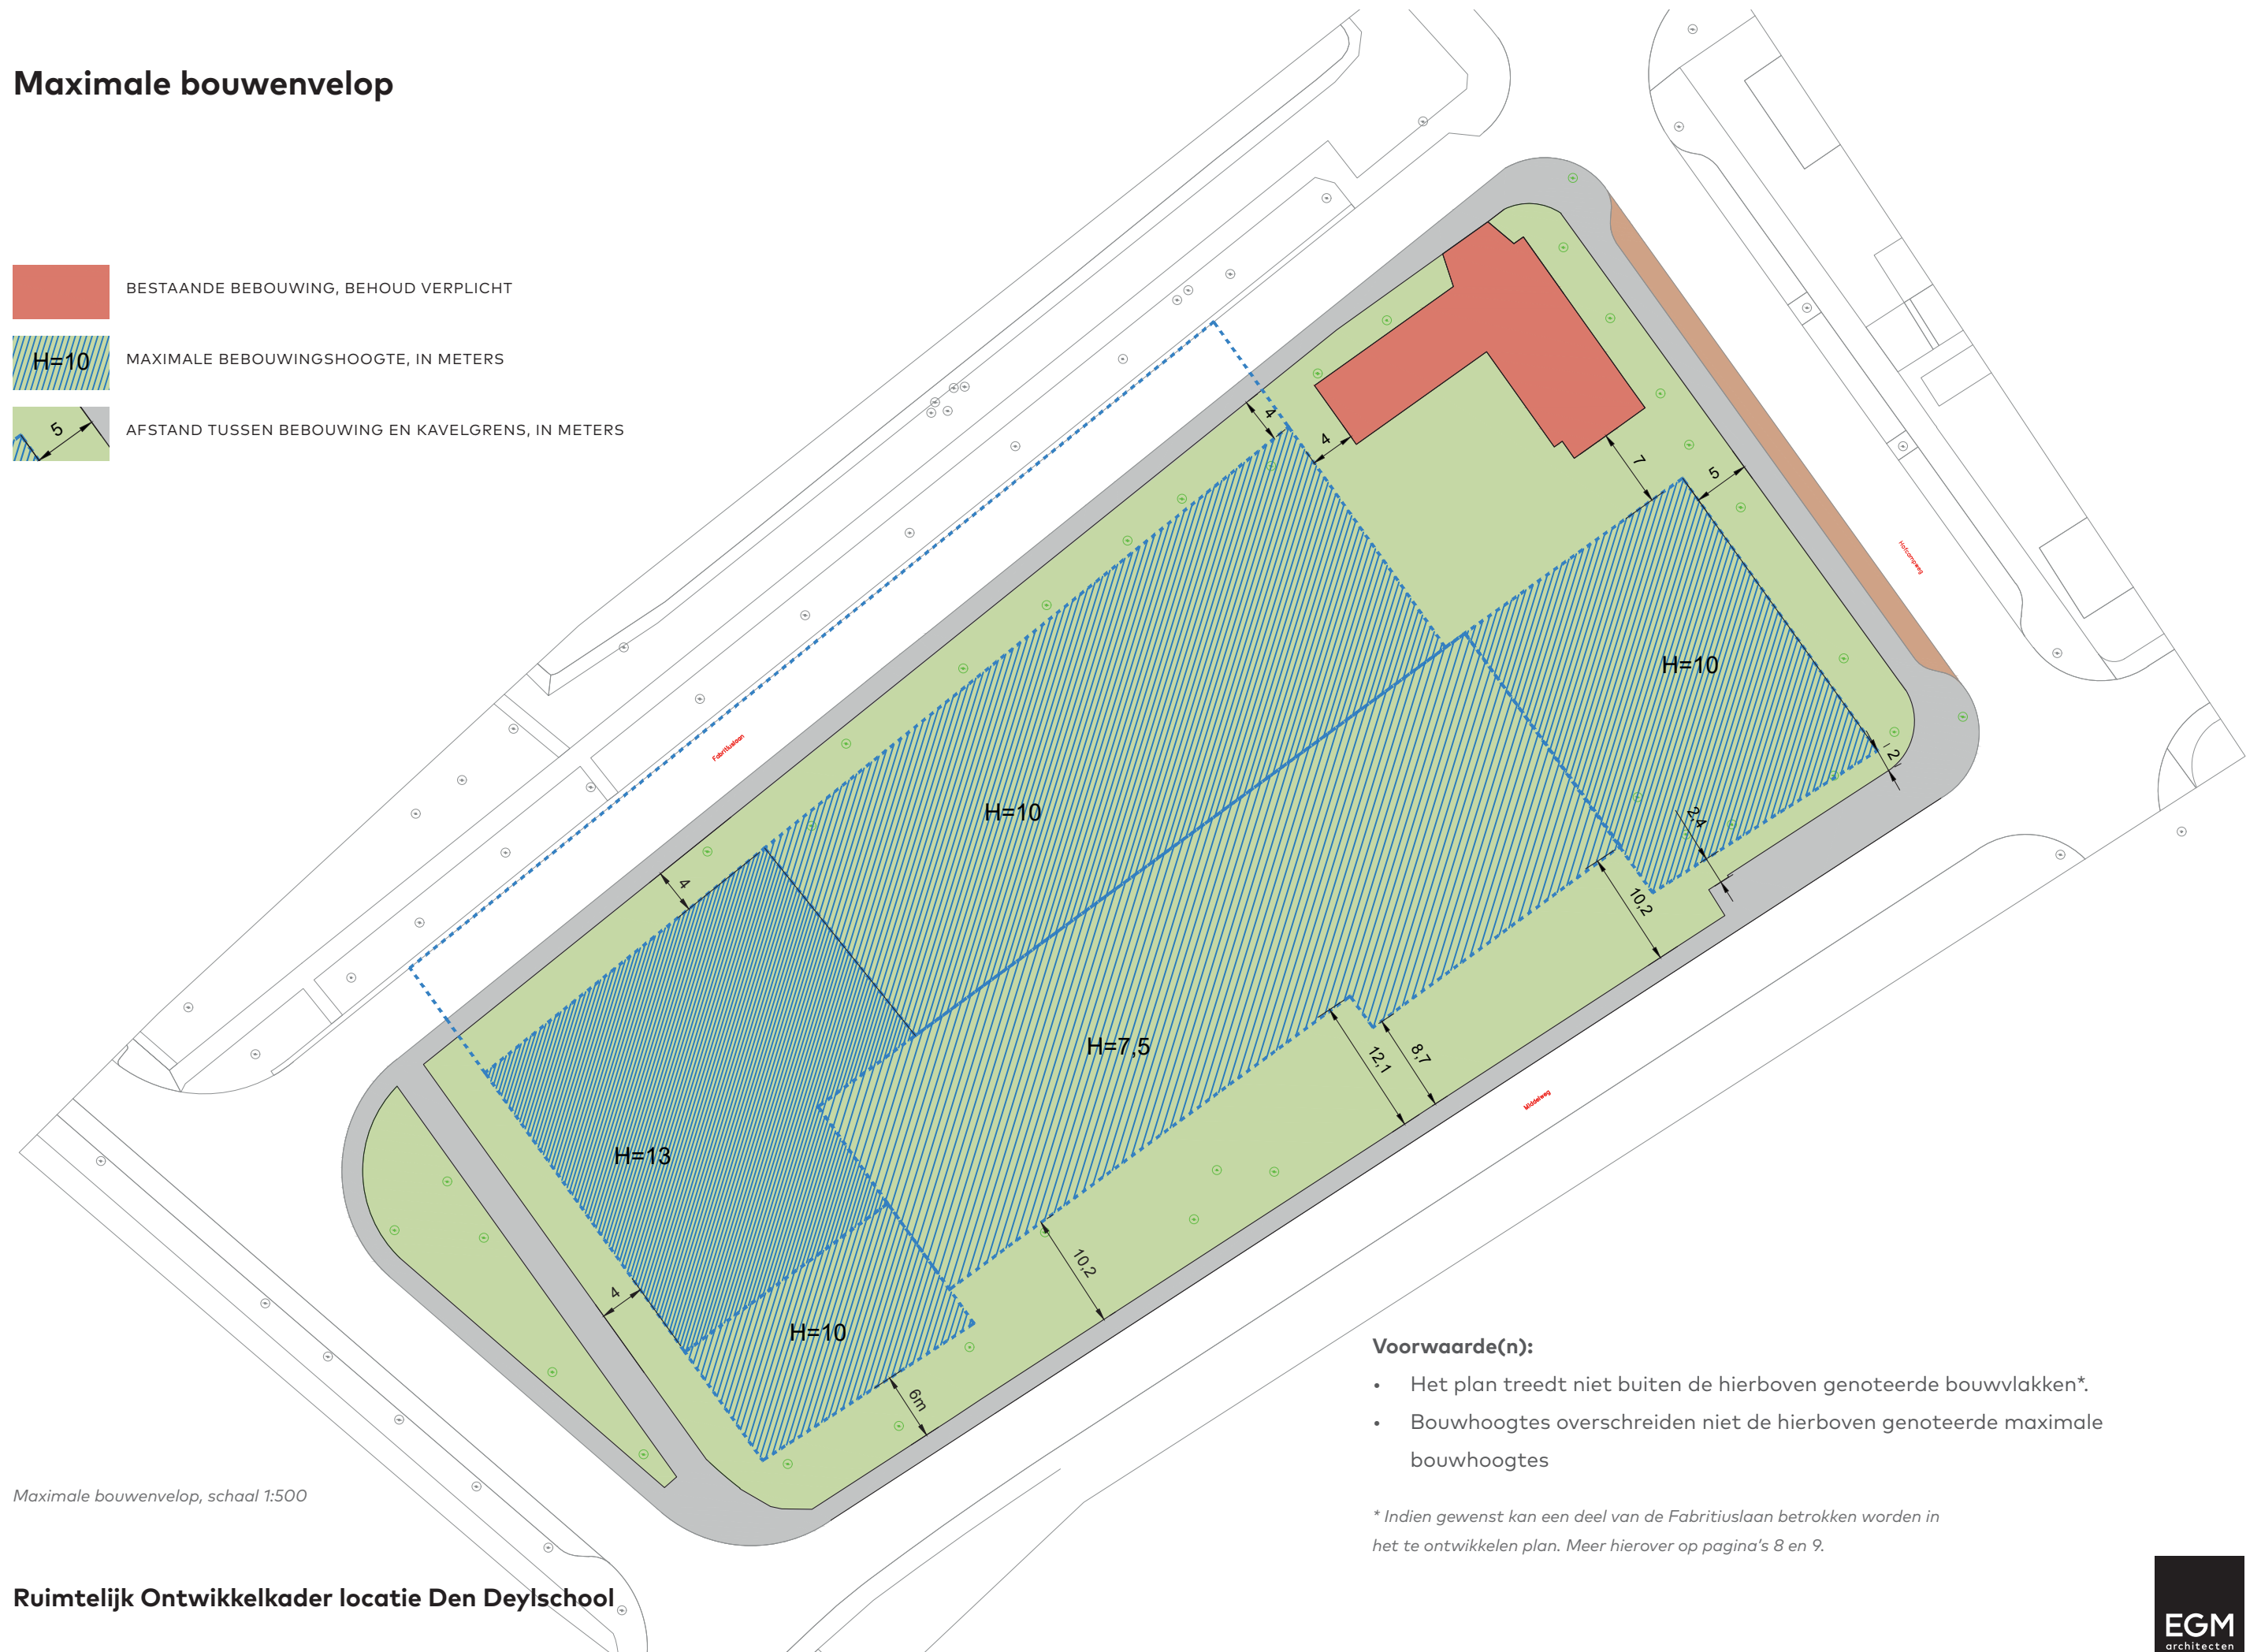 Maximale bouwenvelop
BESTAANDE BEBOUWING, BEHOUD VERPLICHT
H=10
MAXIMALE BEBOUWINGSHOOGTE, IN METERS
5
AFSTAND TUSSEN BEBOUWING EN KAVELGRENS, IN METERS
4
4
7
5
Hofcampweg
H=10
Fabritiuslaan
2
H=10
2,4
4
10,2
H=7,5
12,1
8,7
Middelweg
H=13
10,2
4
H=10
6m
Voorwaarde(n):
• Het plan treedt niet buiten de hierboven genoteerde bouwvlakken*.
• Bouwhoogtes overschreiden niet de hierboven genoteerde maximale
bouwhoogtes
Maximale bouwenvelop, schaal 1:500
* Indien gewenst kan een deel van de Fabritiuslaan betrokken worden in
het te ontwikkelen plan. Meer hierover op pagina's 8 en 9.
Ruimtelijk Ontwikkelkader locatie Den Deylschool
EGM
architecten